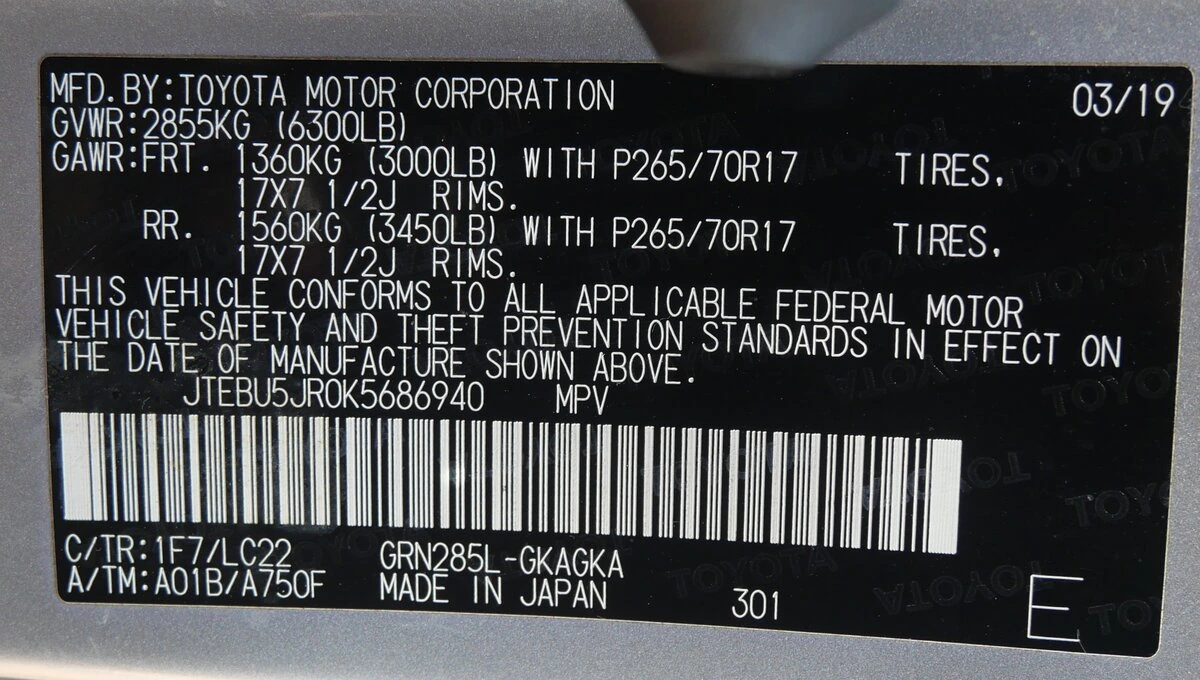 MFD. BY: TOYOTA MOTOR CORPORATION 03/19
GVWR: 2855KG (6300LB)
GAWR: FRT. 1360KG (3000LB) WITH P265/70R17 TIRES,
17X7 1/2J RIMS.
RR. 1560KG (3450LB) WITH P265/70R17 TIRES,
17X7 1/2J RIMS.
THIS VEHICLE CONFORMS TO ALL APPLICABLE FEDERAL MOTOR
VEHICLE SAFETY AND THEFT PREVENTION STANDARDS IN EFFECT ON
THE DATE OF MANUFACTURE SHOWN ABOVE.
JTEBU5JR0K5686940 MPV
C/TR: 1F7/LC22 GRN285L-GKAGKA
A/TM: A01B/A750F MADE IN JAPAN 301 E